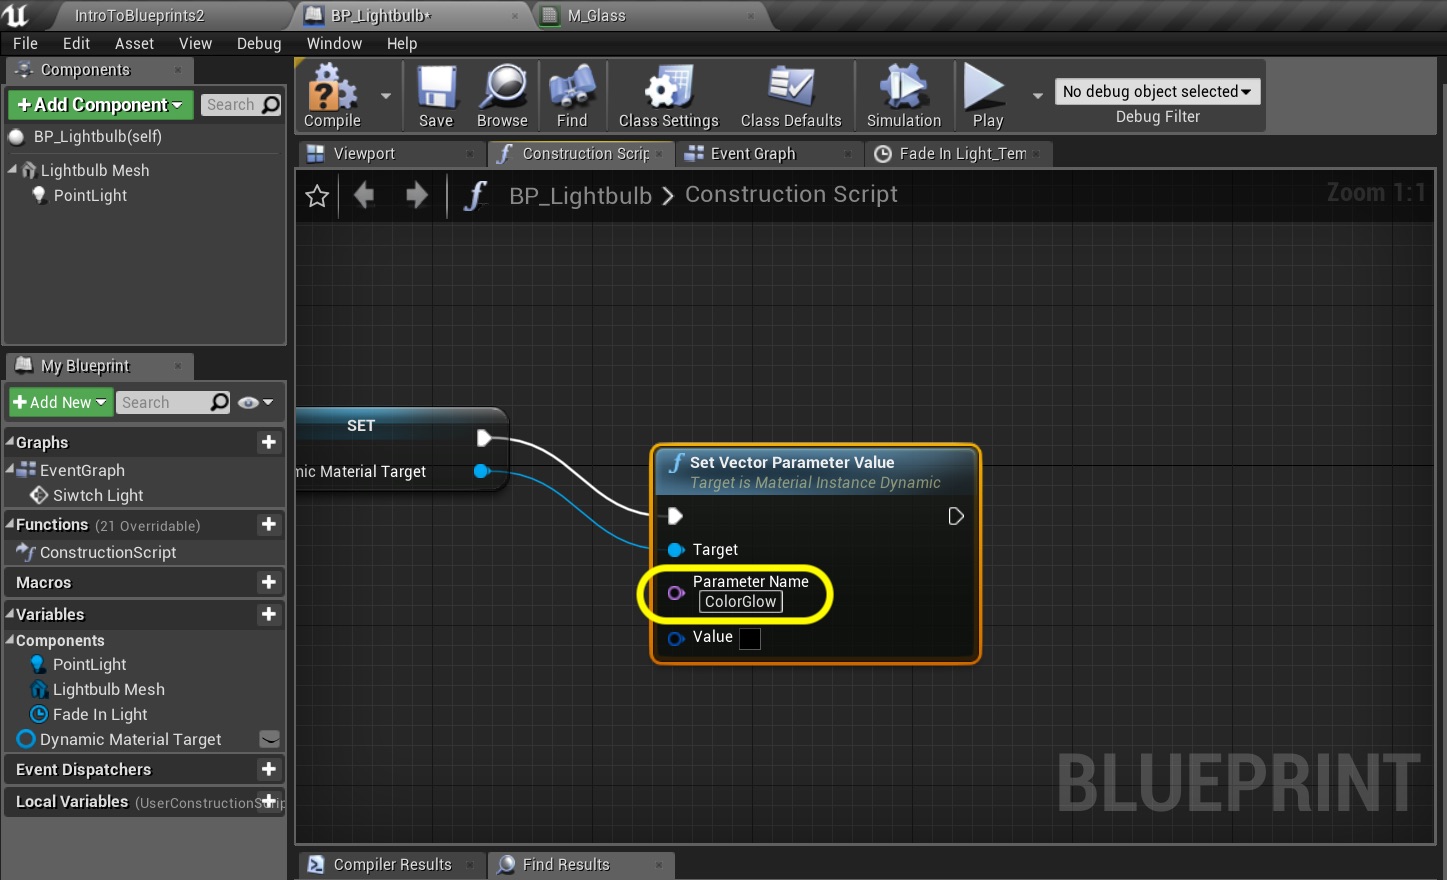 IntroToBlueprints2
BP_Lightbulb*
M_Glass
File Edit Asset View Debug Window Help
Components
+Add Component
Search
BP_Lightbulb(self)
Lightbulb Mesh
PointLight
Compile
Save
Browse
Find
Class Settings
Class Defaults
Simulation
Play
No debug object selected
Debug Filter
Viewport
Construction Scrip
Event Graph
Fade In Light_Tem
BP_Lightbulb > Construction Script
Zoom 1:1
My Blueprint
+Add New
Search
Graphs
EventGraph
Siwtch Light
Functions (21 Overridable)
ConstructionScript
Macros
Variables
Components
PointLight
Lightbulb Mesh
Fade In Light
Dynamic Material Target
Event Dispatchers
Local Variables (UserConstructionScrip
SET
mic Material Target
Set Vector Parameter Value
Target is Material Instance Dynamic
Target
Parameter Name
ColorGlow
Value
BLUEPRINT
Compiler Results
Find Results